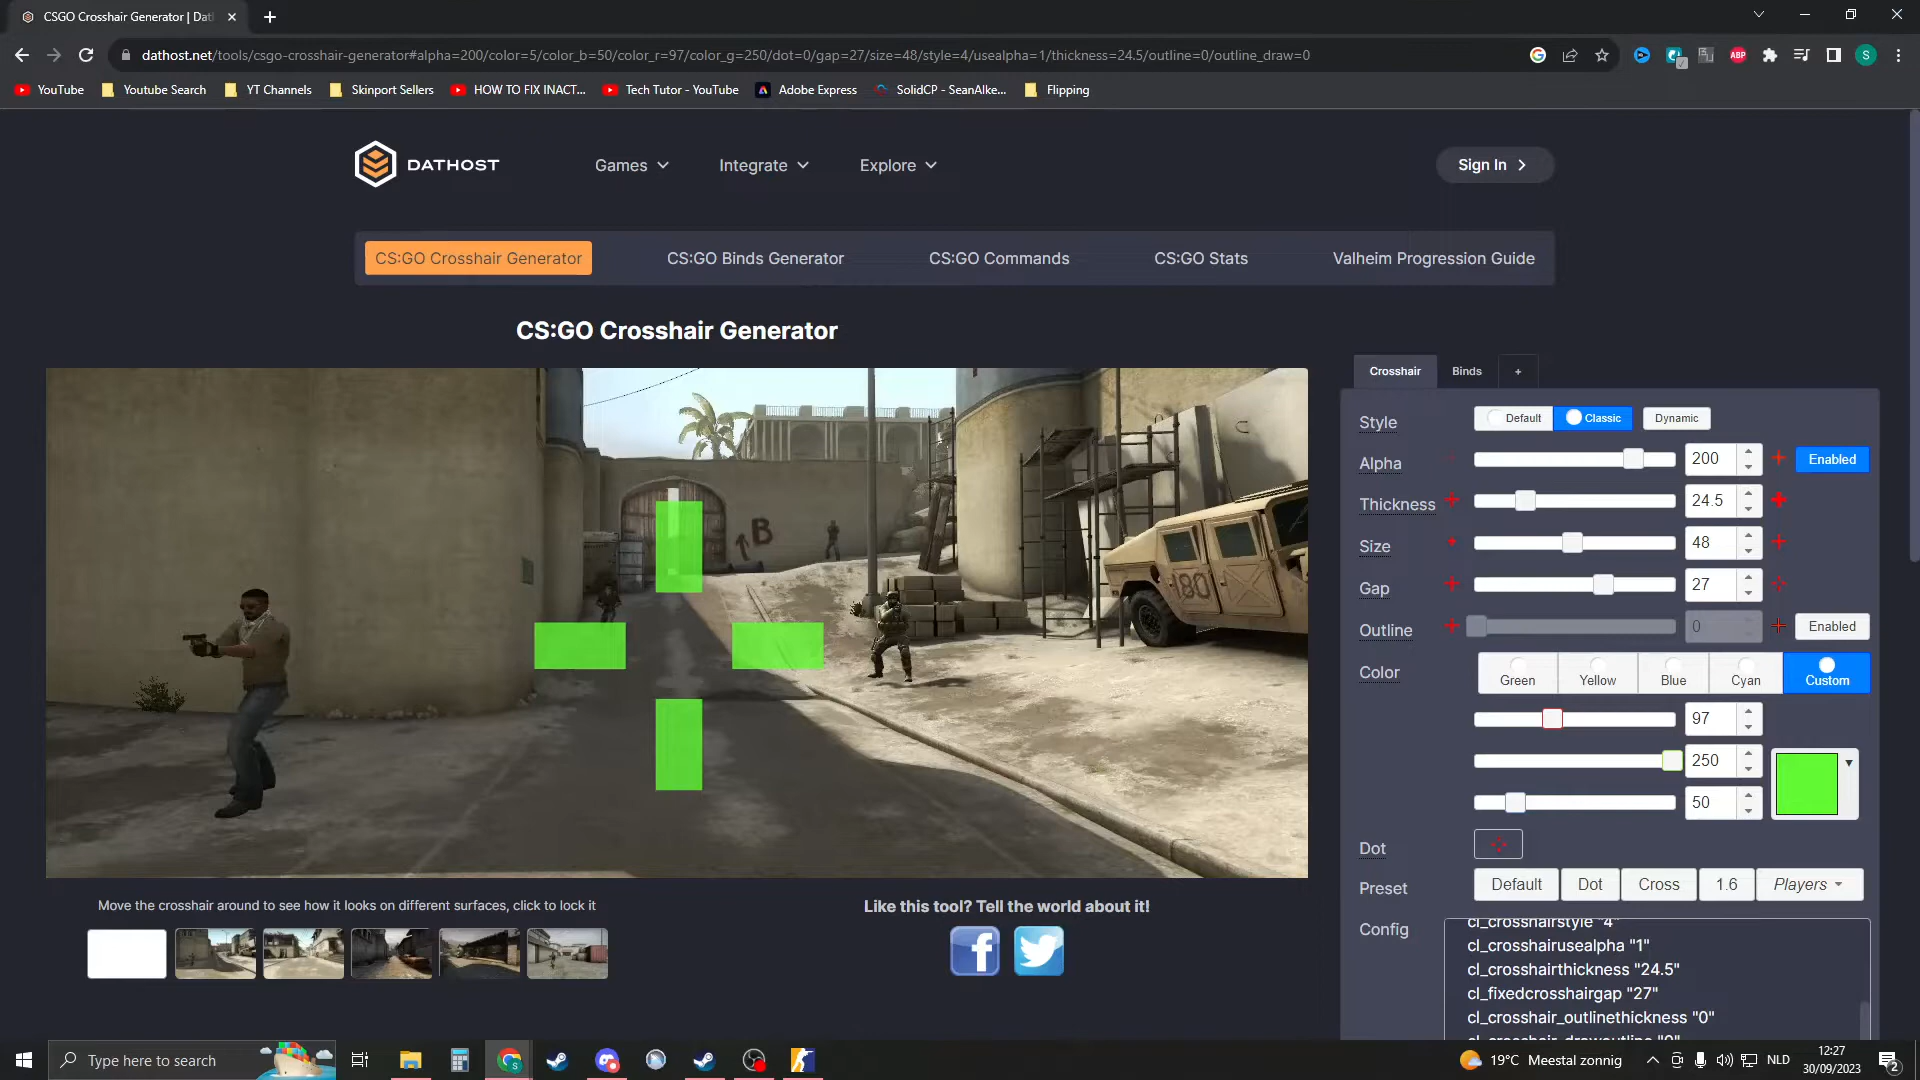 CSGO Crosshair Generator | Dat
dathost.net/tools/csgo-crosshair-generator#alpha=200/color=5/color_b=50/color_r=97/color_g=250/dot=0/gap=27/size=48/style=4/usealpha=1/thickness=24.5/outline=0/outline_draw=0
ABP
S
YouTube
Youtube Search
YT Channels
Skinport Sellers
HOW TO FIX INACT...
Tech Tutor - YouTube
Adobe Express
SolidCP - SeanAlke...
Flipping
DATHOST
Games
Integrate
Explore
Sign In
CS:GO Crosshair Generator
CS:GO Binds Generator
CS:GO Commands
CS:GO Stats
Valheim Progression Guide
CS:GO Crosshair Generator
B
180
Crosshair
Binds
+
Style
Default
Classic
Dynamic
Alpha
200
Enabled
Thickness
24.5
Size
48
Gap
27
Outline
0
Enabled
Color
Green
Yellow
Blue
Cyan
Custom
97
250
50
Dot
Preset
Default
Dot
Cross
1.6
Players
Config
cl_crosshairstyle "4"
cl_crosshairusealpha "1"
cl_crosshairthickness "24.5"
cl_fixedcrosshairgap "27"
cl_crosshair_outlinethickness "0"
cl_crosshair_drawoutline "0"
Move the crosshair around to see how it looks on different surfaces, click to lock it
Like this tool? Tell the world about it!
Type here to search
19°C Meestal zonnig
NLD
12:27
30/09/2023
2